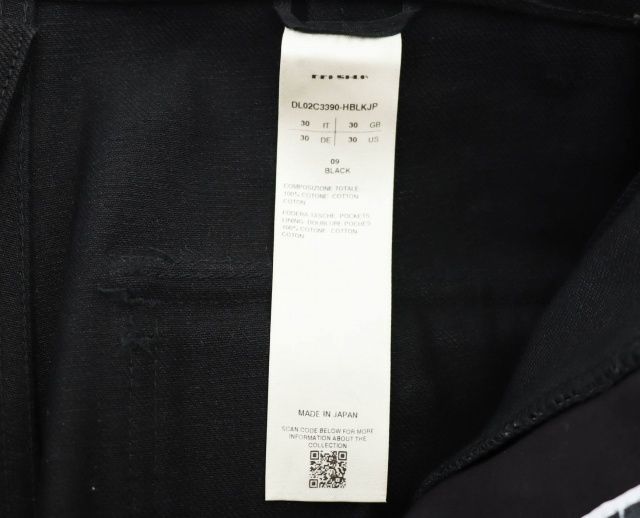 DL02C3390-HBLKJP
30 IT 30 GB
30 DE 30 US
09
BLACK
COMPOSIZIONE TOTALE
100% COTONE COTTON
COTON
FODERA TASCHE POCKETS
LINING DOUBLURE POCHES
100% COTONE COTTON
COTON
MADE IN JAPAN
SCAN CODE BELOW FOR MORE
INFORMATION ABOUT THE
COLLECTION